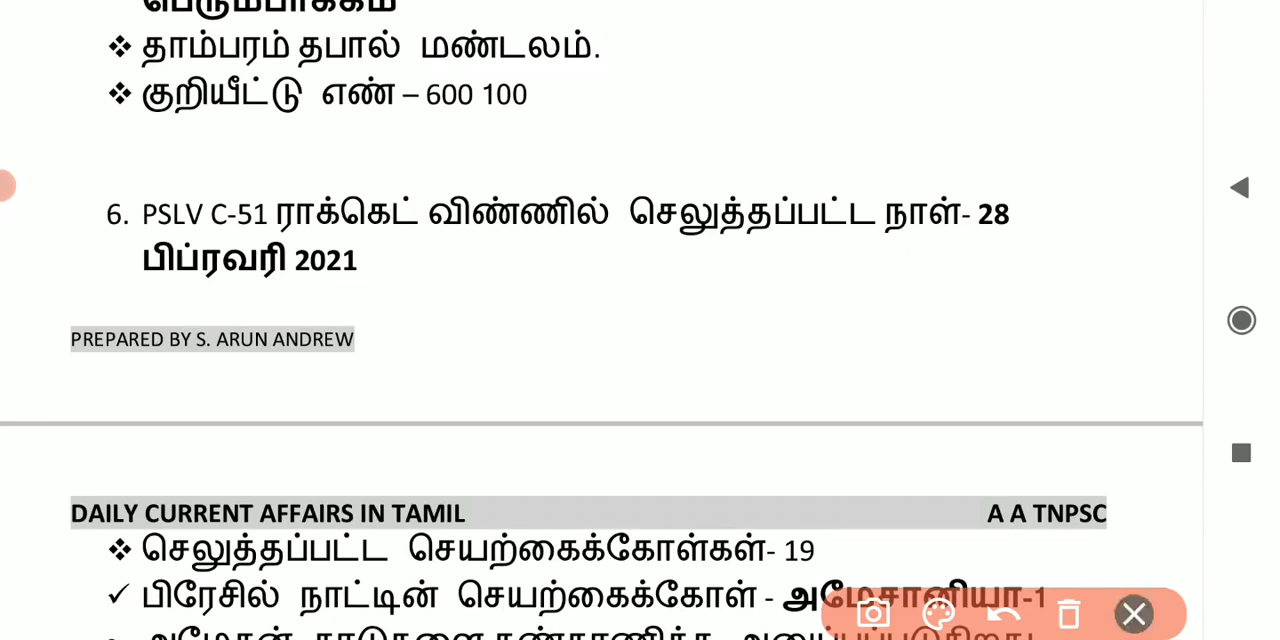 பெரும்பாக்கம்
❖ தாம்பரம் தபால் மண்டலம்.
❖ குறியீட்டு எண் – 600 100
6. PSLV C-51 ராக்கெட் விண்ணில் செலுத்தப்பட்ட நாள்- 28
பிப்ரவரி 2021
PREPARED BY S. ARUN ANDREW
DAILY CURRENT AFFAIRS IN TAMIL A A TNPSC
❖ செலுத்தப்பட்ட செயற்கைக்கோள்கள்- 19
✓ பிரேசில் நாட்டின் செயற்கைக்கோள் - அமேசானியா-1